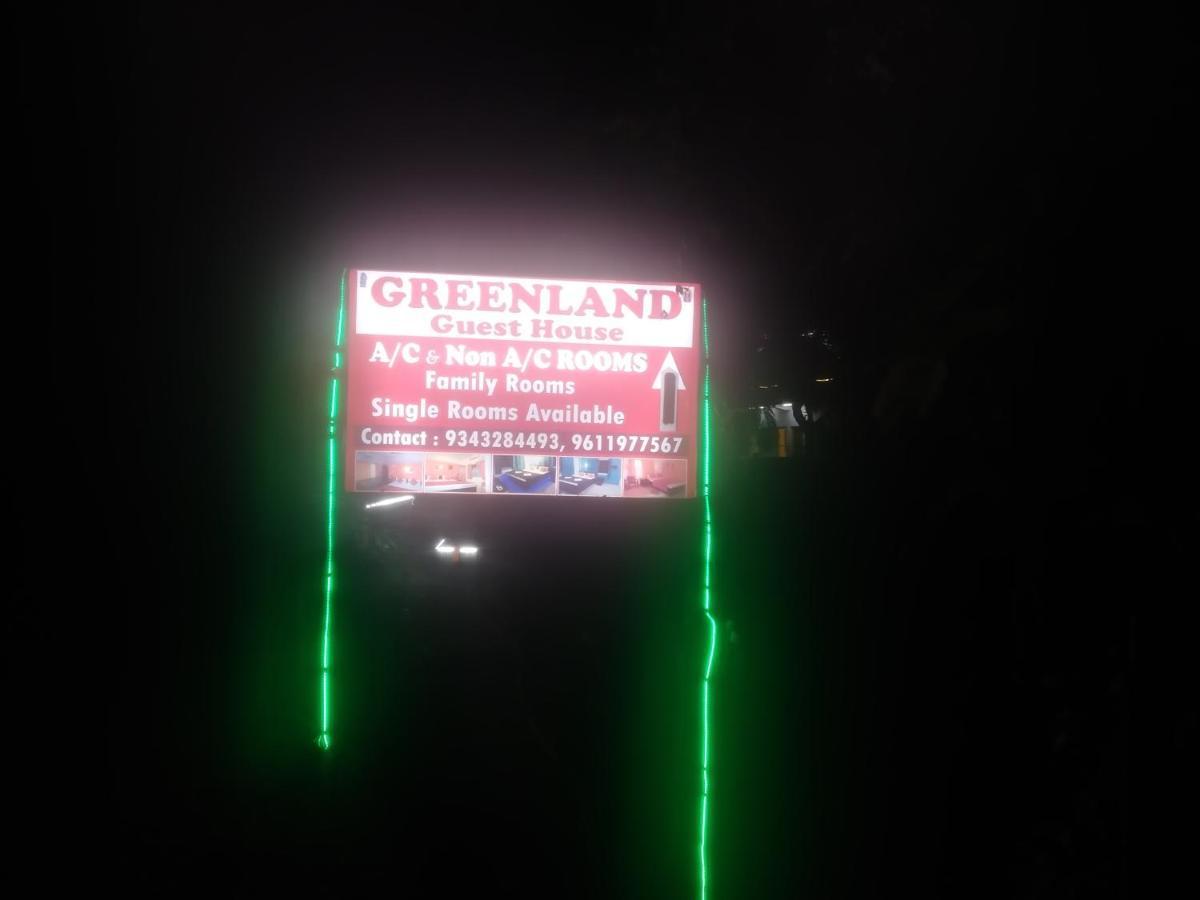 GREENLAND
Guest House
A/C & Non A/C ROOMS
Family Rooms
Single Rooms Available
Contact : 9343284493, 9611977567